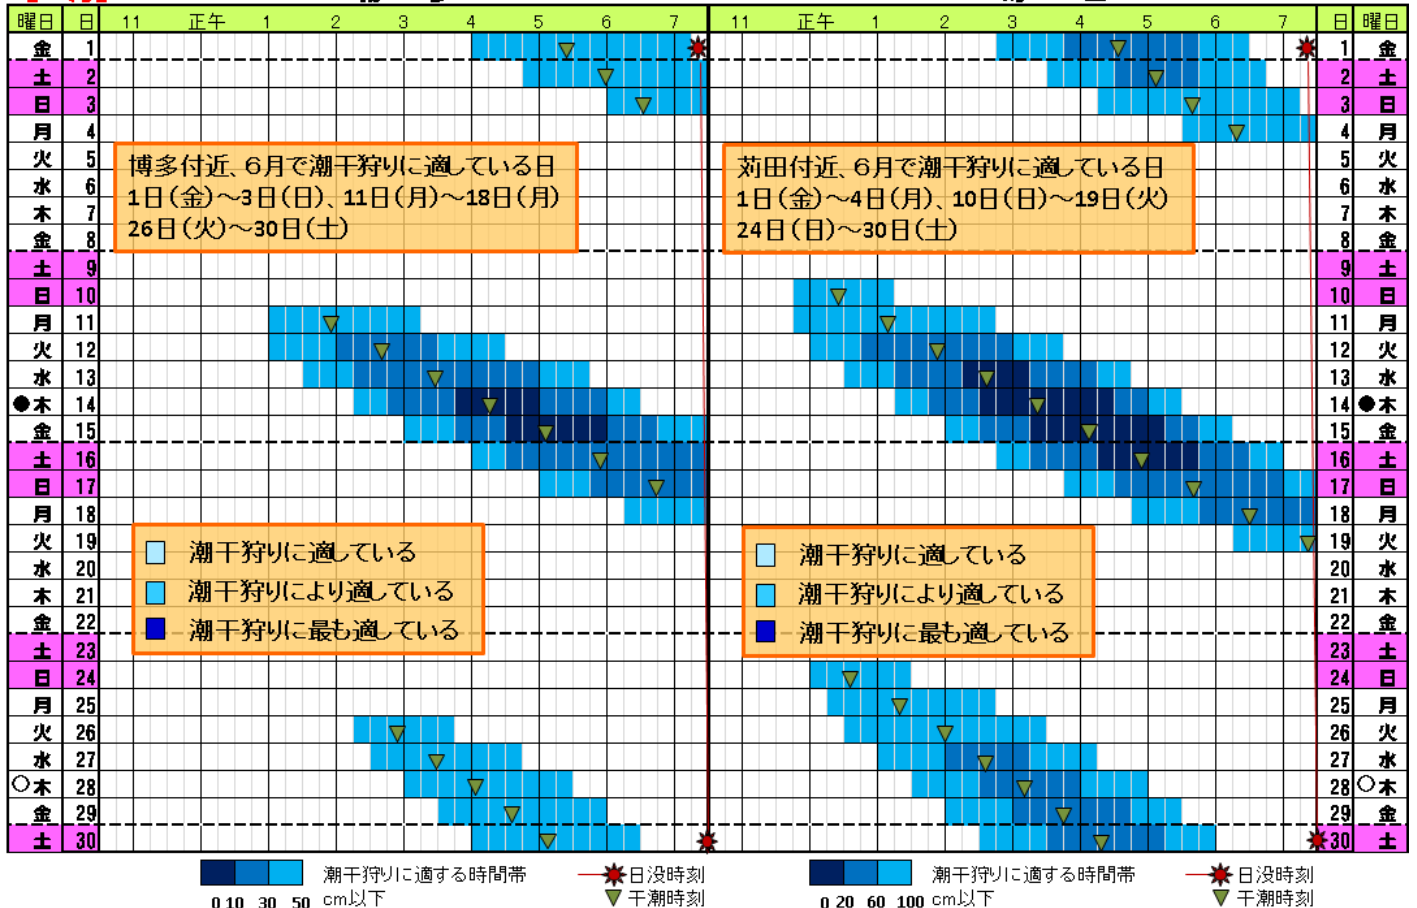 曜日 日 11 正午 1 2 3 4 5 6 7 11 正午 1 2 3 4 5 6 7 日 曜日
金 1 1 金
土 2 2 土
日 3 3 日
月 4 4 月
火 5 5 火
水 6 6 水
木 7 7 木
金 8 8 金
土 9 9 土
日 10 10 日
月 11 11 月
火 12 12 火
水 13 13 水
●木 14 14 ●木
金 15 15 金
土 16 16 土
日 17 17 日
月 18 18 月
火 19 19 火
水 20 20 水
木 21 21 木
金 22 22 金
土 23 23 土
日 24 24 日
月 25 25 月
火 26 26 火
水 27 27 水
○木 28 28 ○木
金 29 29 金
土 30 30 土
博多付近、6月で潮干狩りに適している日
1日(金)～3日(日)、11日(月)～18日(月)
26日(火)～30日(土)
苅田付近、6月で潮干狩りに適している日
1日(金)～4日(月)、10日(日)～19日(火)
24日(日)～30日(土)
潮干狩りに適している
潮干狩りにより適している
潮干狩りに最も適している
潮干狩りに適している
潮干狩りにより適している
潮干狩りに最も適している
潮干狩りに適する時間帯
0 10 30 50 cm以下
日没時刻
干潮時刻
潮干狩りに適する時間帯
0 20 60 100 cm以下
日没時刻
干潮時刻